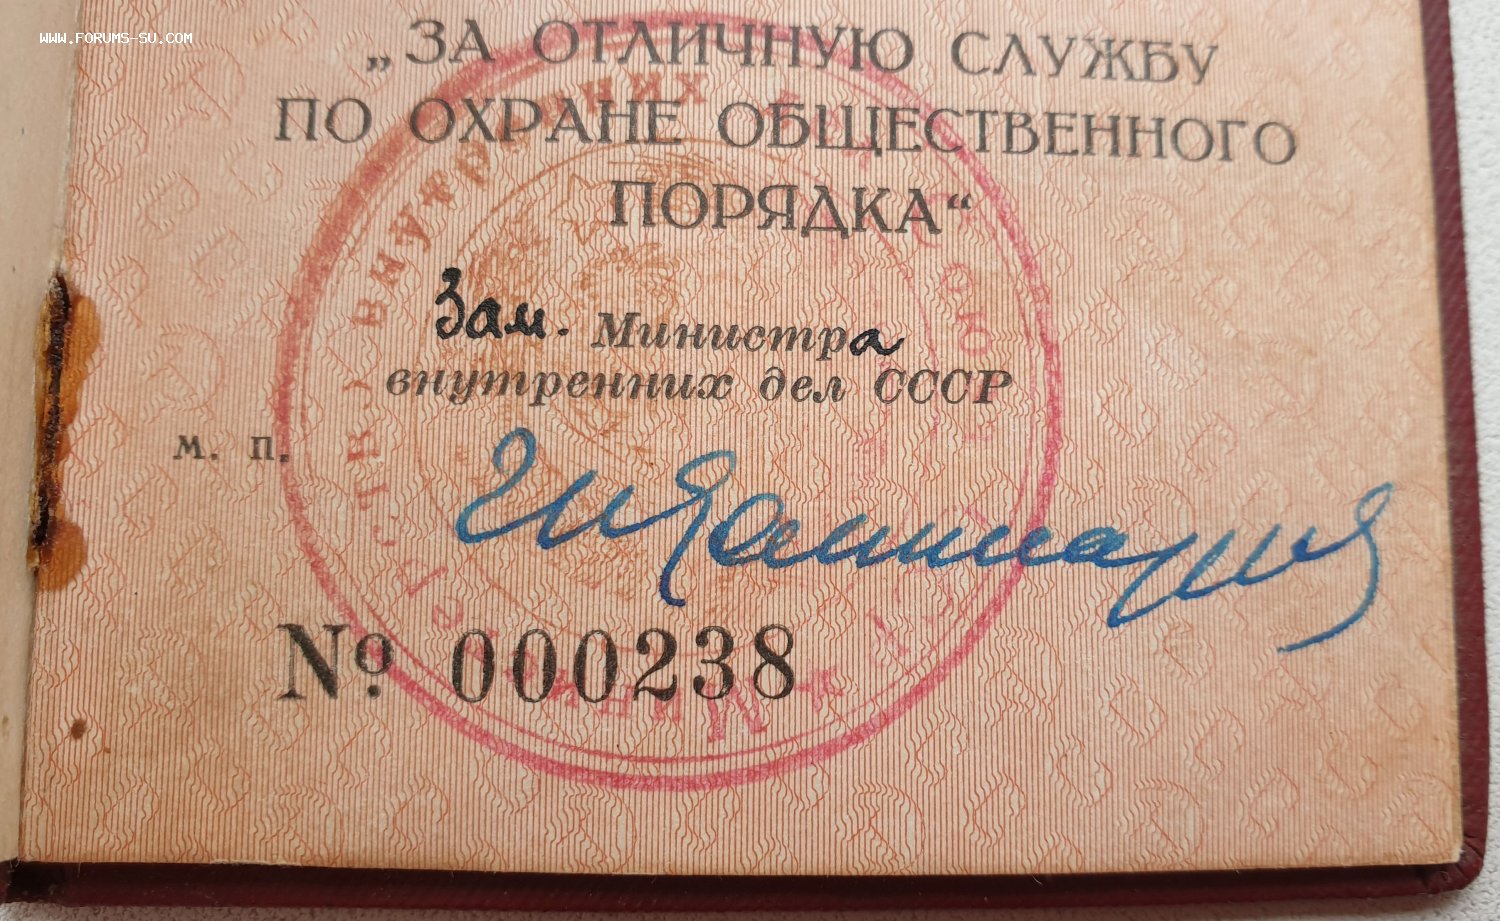 WWW.FORUMS-SU.COM
„ЗА ОТЛИЧНУЮ СЛУЖБУ
ПО ОХРАНЕ ОБЩЕСТВЕННОГО
ПОРЯДКА“
Зам. Министра
внутренних дел СССР
м. п.
№ 000238